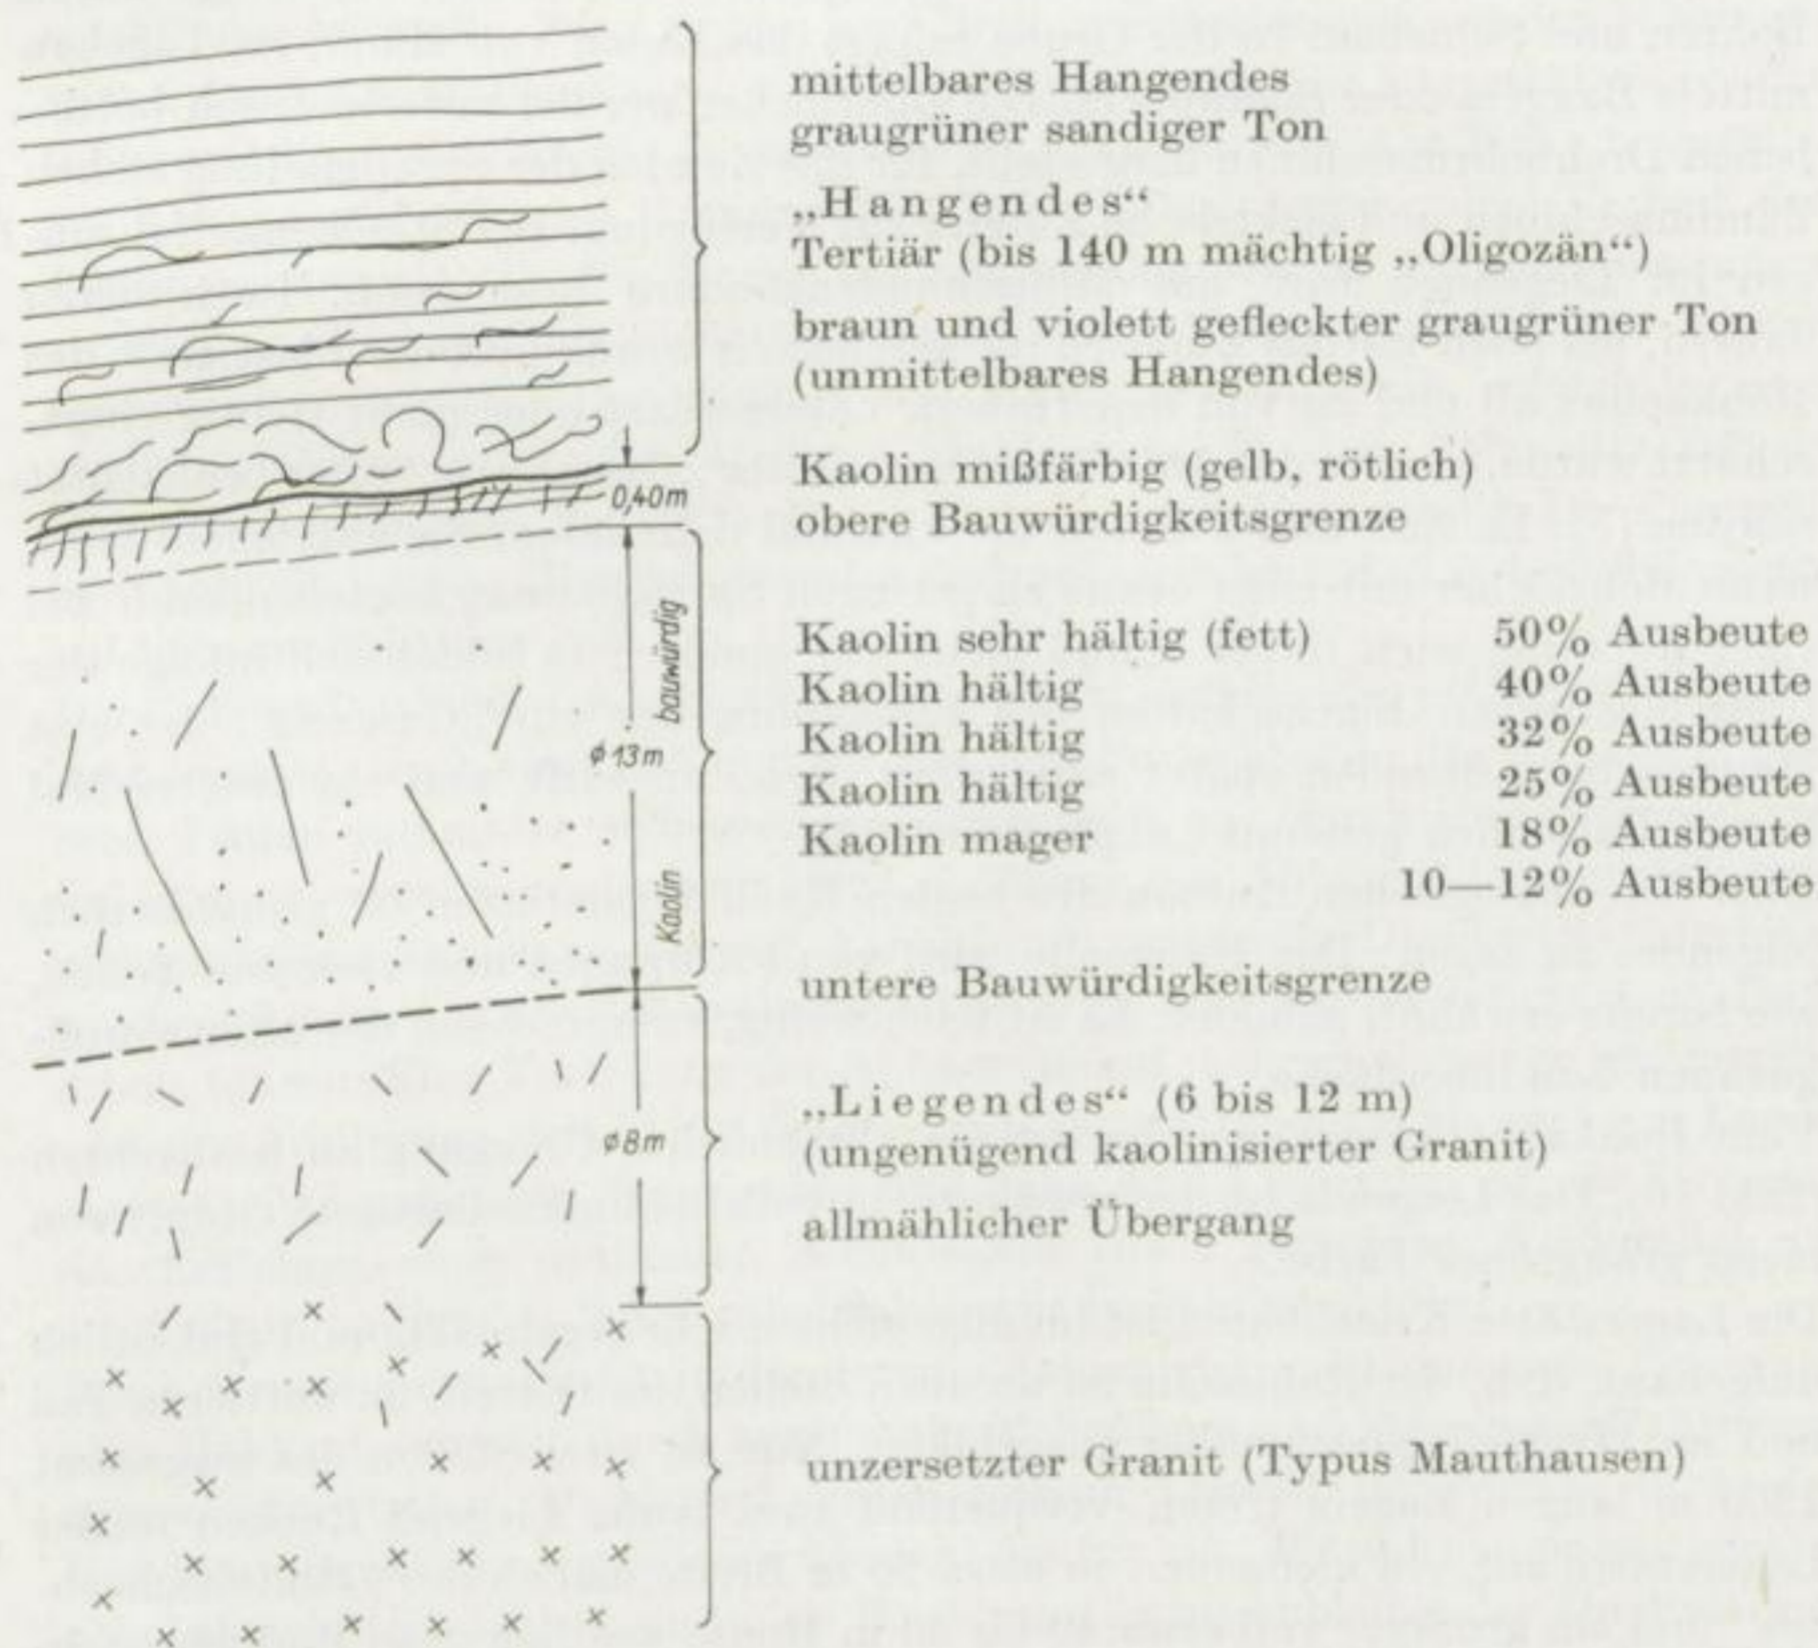 mittelbares Hangendes
graugrüner sandiger Ton
„Hangendes“
Tertiär (bis 140 m mächtig „Oligozän“)
braun und violett gefleckter graugrüner Ton
(unmittelbares Hangendes)
Kaolin mißfärbig (gelb, rötlich)
0,40m
obere Bauwürdigkeitsgrenze
bauwürdig
Kaolin sehr hältig (fett) 50% Ausbeute
Kaolin hältig 40% Ausbeute
Kaolin hältig 32% Ausbeute
ϕ 13m
Kaolin hältig 25% Ausbeute
Kaolin mager 18% Ausbeute
10—12% Ausbeute
Kaolin
untere Bauwürdigkeitsgrenze
„Liegendes“ (6 bis 12 m)
ϕ8m
(ungenügend kaolinisierter Granit)
allmählicher Übergang
unzersetzter Granit (Typus Mauthausen)